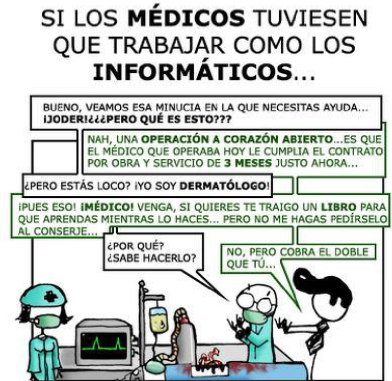 SI LOS MÉDICOS TUVIESEN
QUE TRABAJAR COMO LOS
INFORMÁTICOS...
BUENO, VEAMOS ESA MINUCIA EN LA QUE NECESITAS AYUDA...
¡JODER!¿¿¿PERO QUÉ ES ESTO???
NAH, UNA OPERACIÓN A CORAZÓN ABIERTO...ES QUE
EL MÉDICO QUE OPERABA HOY LE CUMPLIA EL CONTRATO
POR OBRA Y SERVICIO DE 3 MESES JUSTO AHORA...
¿PERO ESTÁS LOCO? ¡YO SOY DERMATÓLOGO!
¡PUES ESO! ¡MÉDICO! VENGA, SI QUIERES TE TRAIGO UN LIBRO PARA
QUE APRENDAS MIENTRAS LO HACES... PERO NO ME HAGAS PEDÍRSELO
AL CONSERJE...
¿POR QUÉ?
¿SABE HACERLO?
NO, PERO COBRA EL DOBLE
QUE TÚ...